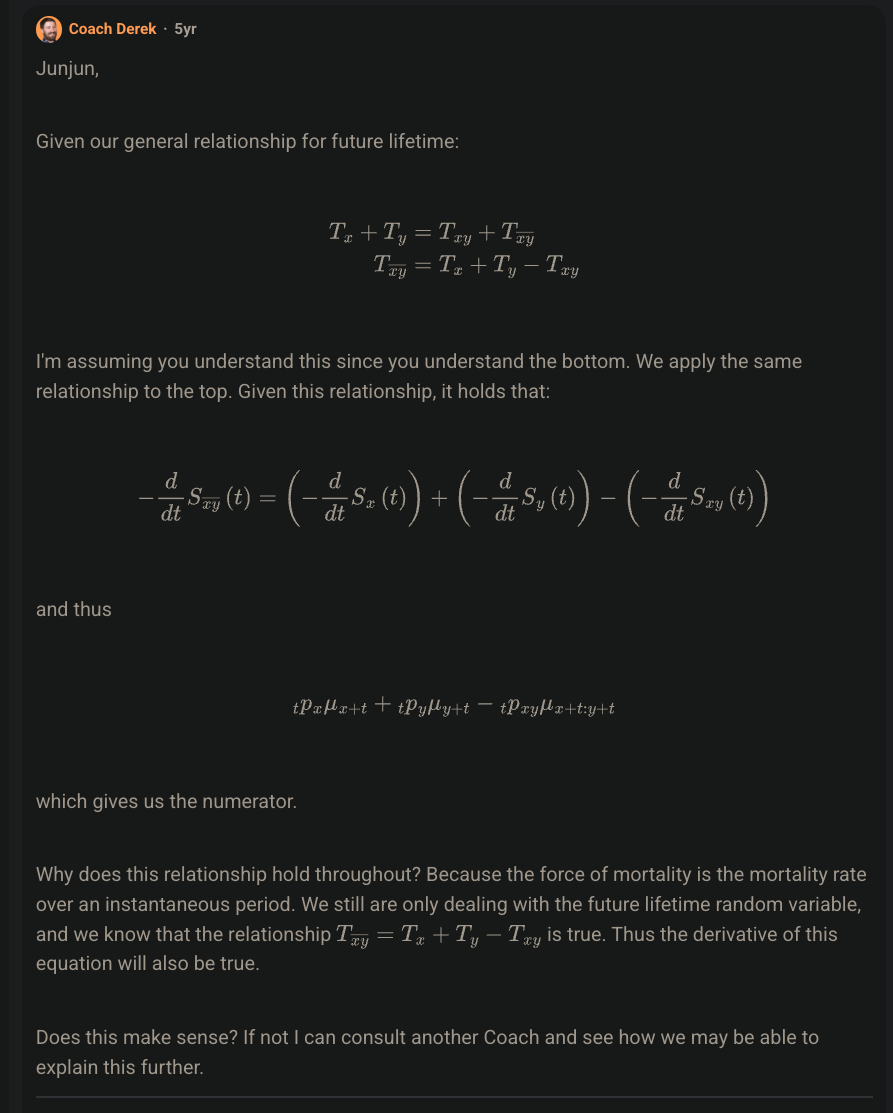 Coach Derek · 5yr
Junjun,
Given our general relationship for future lifetime:
$T_x + T_y = T_{xy} + T_{\overline{xy}}$
$T_{\overline{xy}} = T_x + T_y - T_{xy}$
I'm assuming you understand this since you understand the bottom. We apply the same
relationship to the top. Given this relationship, it holds that:
$-\frac{d}{dt} S_{\overline{xy}}(t) = \left(-\frac{d}{dt} S_x(t)\right) + \left(-\frac{d}{dt} S_y(t)\right) - \left(-\frac{d}{dt} S_{xy}(t)\right)$
and thus
${}_tp_x\mu_{x+t} + {}_tp_y\mu_{y+t} - {}_tp_{xy}\mu_{x+t:y+t}$
which gives us the numerator.
Why does this relationship hold throughout? Because the force of mortality is the mortality rate
over an instantaneous period. We still are only dealing with the future lifetime random variable,
and we know that the relationship $T_{\overline{xy}} = T_x + T_y - T_{xy}$ is true. Thus the derivative of this
equation will also be true.
Does this make sense? If not I can consult another Coach and see how we may be able to
explain this further.